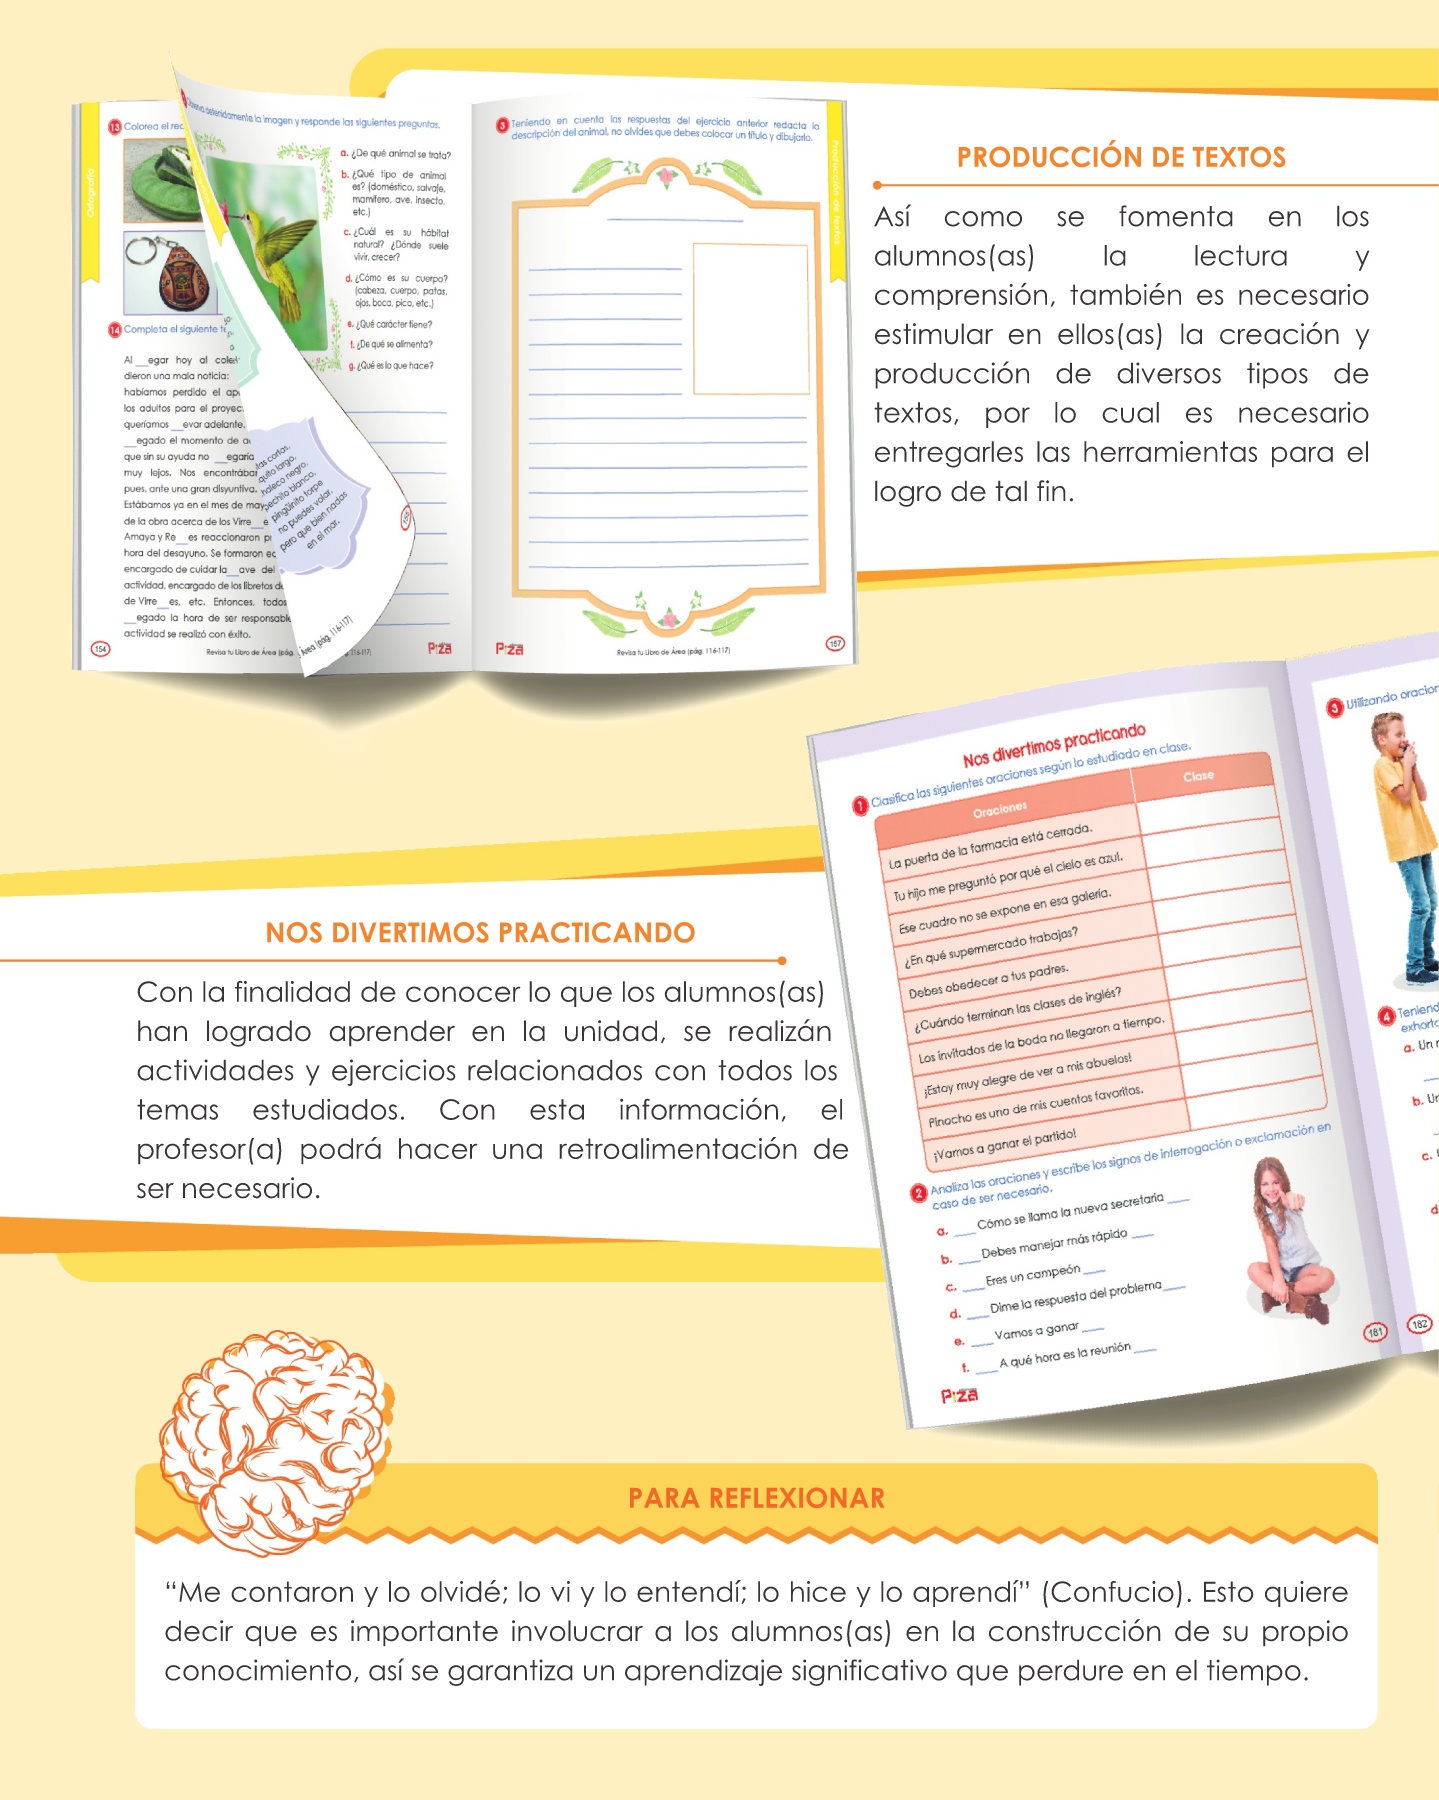 PRODUCCIÓN DE TEXTOS
Así como se fomenta en los
alumnos(as) la lectura y
comprensión, también es necesario
estimular en ellos(as) la creación y
producción de diversos tipos de
textos, por lo cual es necesario
entregarles las herramientas para el
logro de tal fin.
Ortografía
13 Colorea el rec
14 Completa el siguiente te
Al __egar hoy al coleg
dieron una mala noticia:
habíamos perdido el ap
los adultos para el proyec
queríamos __evar adelante.
__egado el momento de
que sin su ayuda no __egaría
muy lejos. Nos encontrába
pues, ante una gran disyuntiva.
Estábamos ya en el mes de may
de la obra acerca de los Virre__e
Amaya y Re__es reaccionaron
hora del desayuno. Se formaron
encargado de cuidar la __ave del
actividad, encargado de los libretos
de Virre__es, etc. Entonces, todos
__egado la hora de ser responsable
actividad se realizó con éxito.
154
Revisa tu Libro de Área (pág.
detenidamente la imagen y responde las siguientes preguntas.
a. ¿De qué animal se trata?
b. ¿Qué tipo de animal
es? (doméstico, salvaje,
mamífero, ave, insecto,
etc.)
c. ¿Cuál es su hábitat
natural? ¿Dónde suele
vivir, crecer?
d. ¿Cómo es su cuerpo?
(cabeza, cuerpo, patas,
ojos, boca, pico, etc.)
e. ¿Qué carácter tiene?
f. ¿De qué se alimenta?
g. ¿Qué es lo que hace?
tas cortas,
quito largo,
haleco negro,
pechito blanco,
pingüinito torpe
no puedes volar,
pero que bien nadas
en el mar.
155
Área (pág. 116-117)
116-117)
Piza
3 Teniendo en cuenta las respuestas del ejercicio anterior redacta la
descripción del animal, no olvides que debes colocar un título y dibujarlo.
Producción de textos
Piza
Revisa tu Libro de Área (pág. 116-117)
157
NOS DIVERTIMOS PRACTICANDO
Con la finalidad de conocer lo que los alumnos(as)
han logrado aprender en la unidad, se realizán
actividades y ejercicios relacionados con todos los
temas estudiados. Con esta información, el
profesor(a) podrá hacer una retroalimentación de
ser necesario.
Nos divertimos practicando
1 Clasifica las siguientes oraciones según lo estudiado en clase.
Oraciones Clase
La puerta de la farmacia está cerrada.
Tu hijo me preguntó por qué el cielo es azul.
Ese cuadro no se expone en esa galería.
¿En qué supermercado trabajas?
Debes obedecer a tus padres.
¿Cuándo terminan las clases de inglés?
Los invitados de la boda no llegaron a tiempo.
¡Estoy muy alegre de ver a mis abuelos!
Pinocho es uno de mis cuentos favoritos.
¡Vamos a ganar el partido!
2 Analiza las oraciones y escribe los signos de interrogación o exclamación en
caso de ser necesario.
a. ___ Cómo se llama la nueva secretaria ___
b. ___ Debes manejar más rápido ___
c. ___ Eres un campeón ___
d. ___ Dime la respuesta del problema ___
e. ___ Vamos a ganar ___
f. ___ A qué hora es la reunión ___
Piza
181
3 Utilizando oracion
4 Teniend
exhorta
a. Un
b. Un
c.
d
182
PARA REFLEXIONAR
“Me contaron y lo olvidé; lo vi y lo entendí; lo hice y lo aprendí” (Confucio). Esto quiere
decir que es importante involucrar a los alumnos(as) en la construcción de su propio
conocimiento, así se garantiza un aprendizaje significativo que perdure en el tiempo.